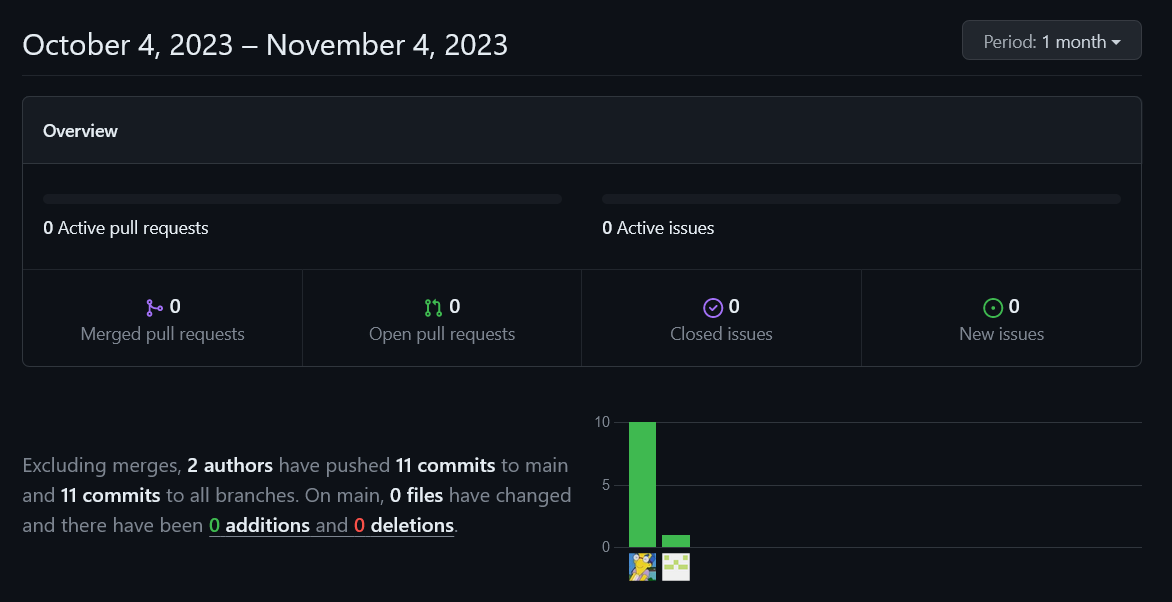 October 4, 2023 – November 4, 2023
Period: 1 month
Overview
0 Active pull requests
0 Active issues
0
Merged pull requests
0
Open pull requests
0
Closed issues
0
New issues
Excluding merges, 2 authors have pushed 11 commits to main
and 11 commits to all branches. On main, 0 files have changed
and there have been 0 additions and 0 deletions.
10
5
0